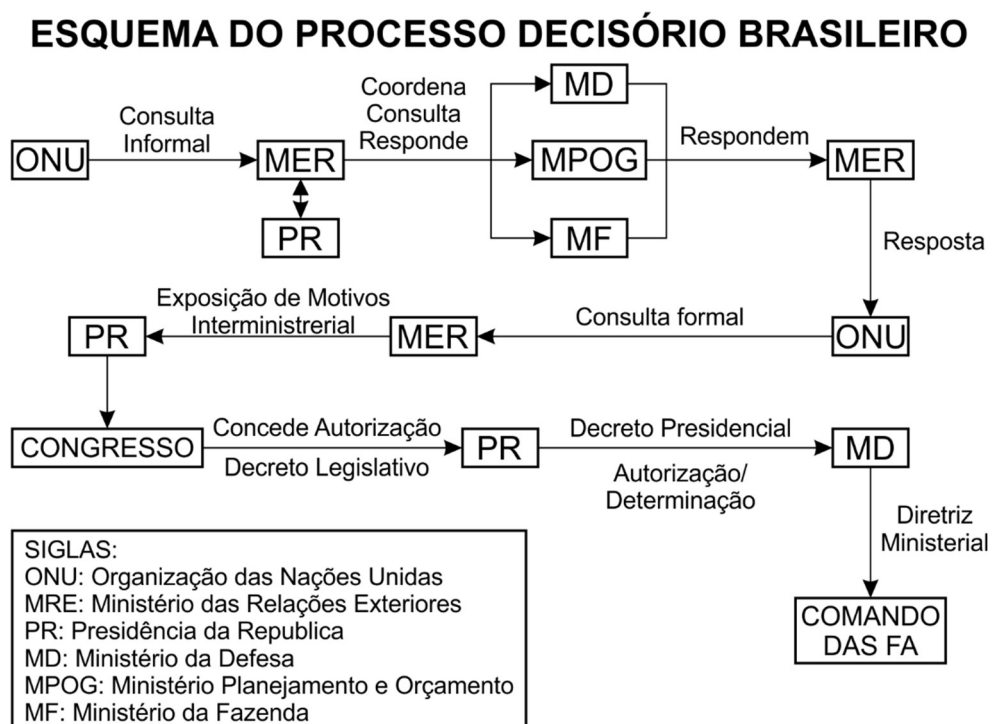 ESQUEMA DO PROCESSO DECISÓRIO BRASILEIRO
ONU
Consulta
Informal
MER
PR
Coordena
Consulta
Responde
MD
MPOG
MF
Respondem
MER
Resposta
ONU
Consulta formal
MER
Exposição de Motivos
Interministrerial
PR
CONGRESSO
Concede Autorização
Decreto Legislativo
PR
Decreto Presidencial
Autorização/
Determinação
MD
Diretriz
Ministerial
COMANDO
DAS FA
SIGLAS:
ONU: Organização das Nações Unidas
MRE: Ministério das Relações Exteriores
PR: Presidência da Republica
MD: Ministério da Defesa
MPOG: Ministério Planejamento e Orçamento
MF: Ministério da Fazenda